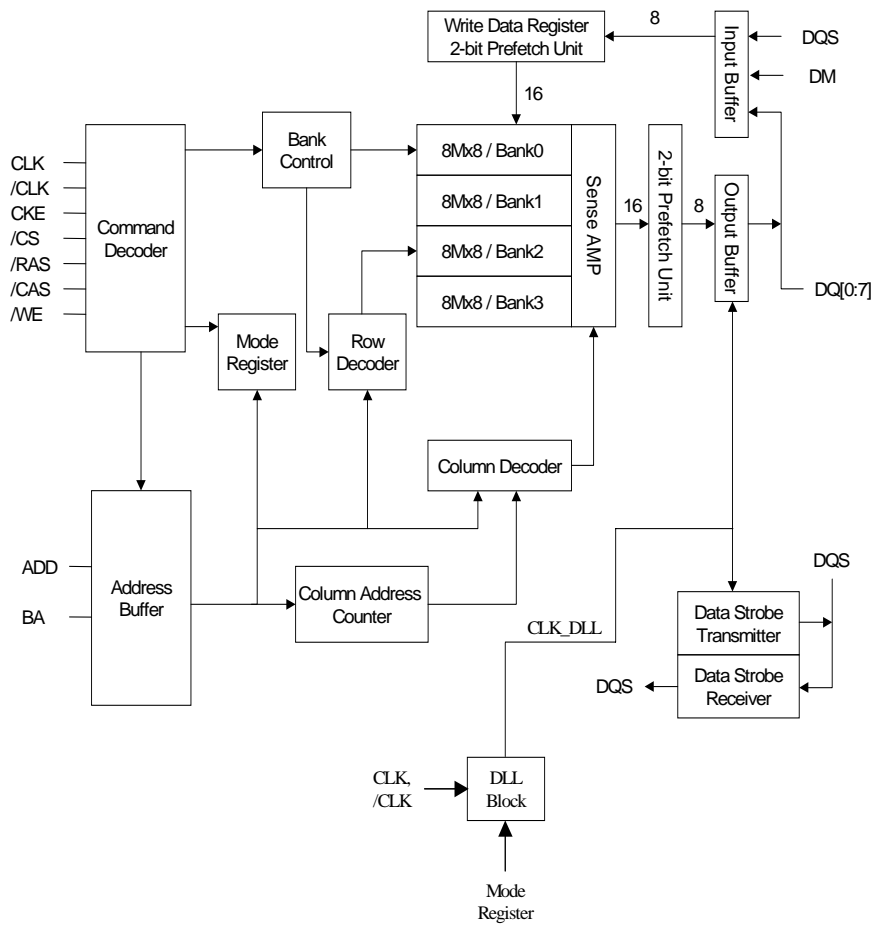 Write Data Register
2-bit Prefetch Unit
8
Input Buffer
DQS
DM
16
Bank
Control
8Mx8 / Bank0
8Mx8 / Bank1
8Mx8 / Bank2
8Mx8 / Bank3
Sense AMP
16
2-bit Prefetch Unit
8
Output Buffer
DQ[0:7]
CLK
/CLK
CKE
/CS
/RAS
/CAS
/WE
Command
Decoder
Mode
Register
Row
Decoder
Column Decoder
ADD
BA
Address
Buffer
Column Address
Counter
CLK_DLL
DQS
Data Strobe
Transmitter
Data Strobe
Receiver
DQS
CLK,
/CLK
DLL
Block
Mode
Register